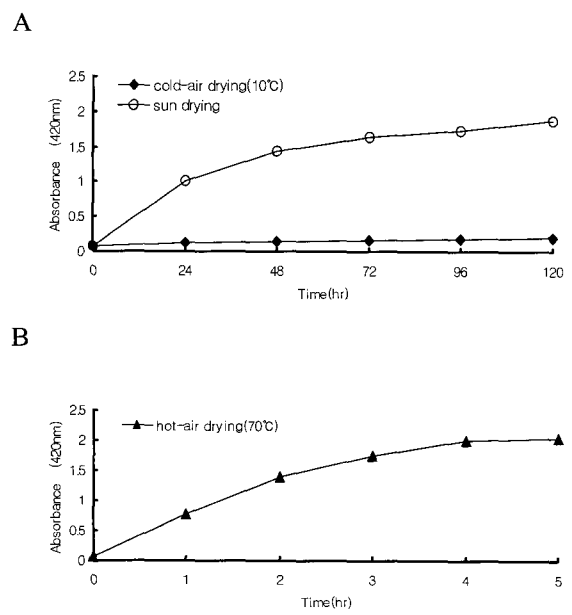 A
cold-air drying(10℃)
sun drying
2.5
2
1.5
1
0.5
0
Absorbance (420nm)
0 24 48 72 96 120
Time(hr)
B
hot-air drying(70℃)
2.5
2
1.5
1
0.5
0
Absorbance (420nm)
0 1 2 3 4 5
Time(hr)